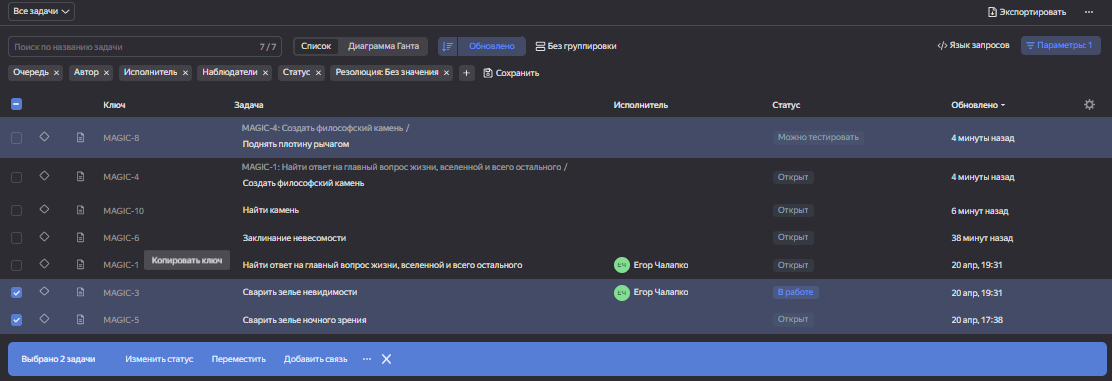 Все задачи
Экспортировать
Поиск по названию задачи 7 / 7 Список Диаграмма Ганта Обновлено Без группировки </> Язык запросов Параметры: 1
Очередь × Автор × Исполнитель × Наблюдатели × Статус × Резолюция: Без значения × + Сохранить
Ключ Задача Исполнитель Статус Обновлено
MAGIC-4: Создать философский камень /
MAGIC-8 Поднять плотину рычагом Можно тестировать 4 минуты назад
MAGIC-1: Найти ответ на главный вопрос жизни, вселенной и всего остального /
MAGIC-4 Создать философский камень Открыт 4 минуты назад
MAGIC-10 Найти камень Открыт 6 минут назад
MAGIC-6 Заклинание невесомости Открыт 38 минут назад
Копировать ключ
MAGIC-1 Найти ответ на главный вопрос жизни, вселенной и всего остального ЕЧ Егор Чалапко Открыт 20 апр, 19:31
MAGIC-3 Сварить зелье невидимости ЕЧ Егор Чалапко В работе 20 апр, 19:31
MAGIC-5 Сварить зелье ночного зрения Открыт 20 апр, 17:38
Выбрано 2 задачи Изменить статус Переместить Добавить связь ··· ×